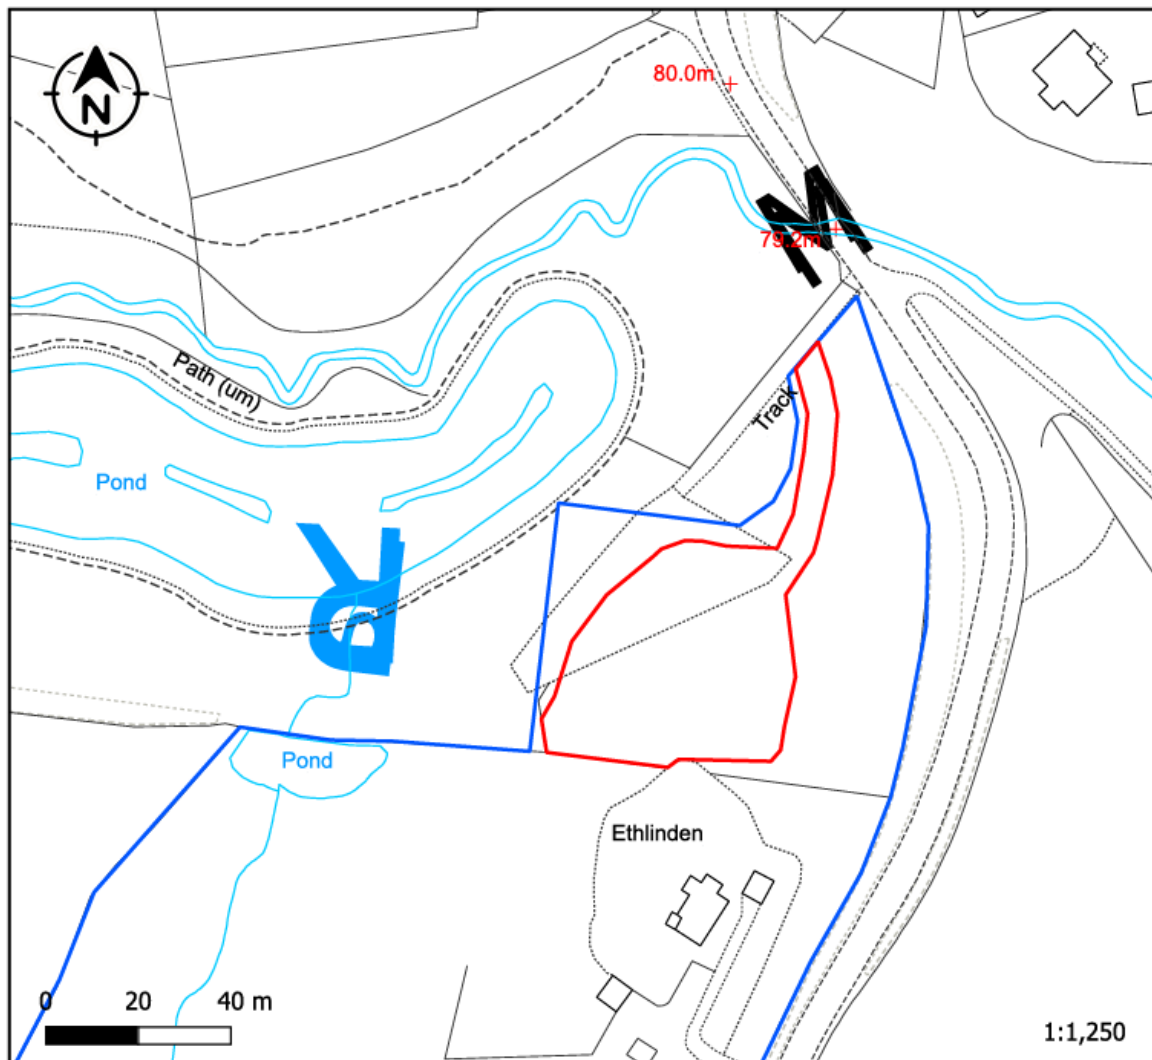 80.0m
N
M
79.2m
Path (um)
Track
Pond
R
Pond
Ethlinden
0 20 40 m
1:1,250